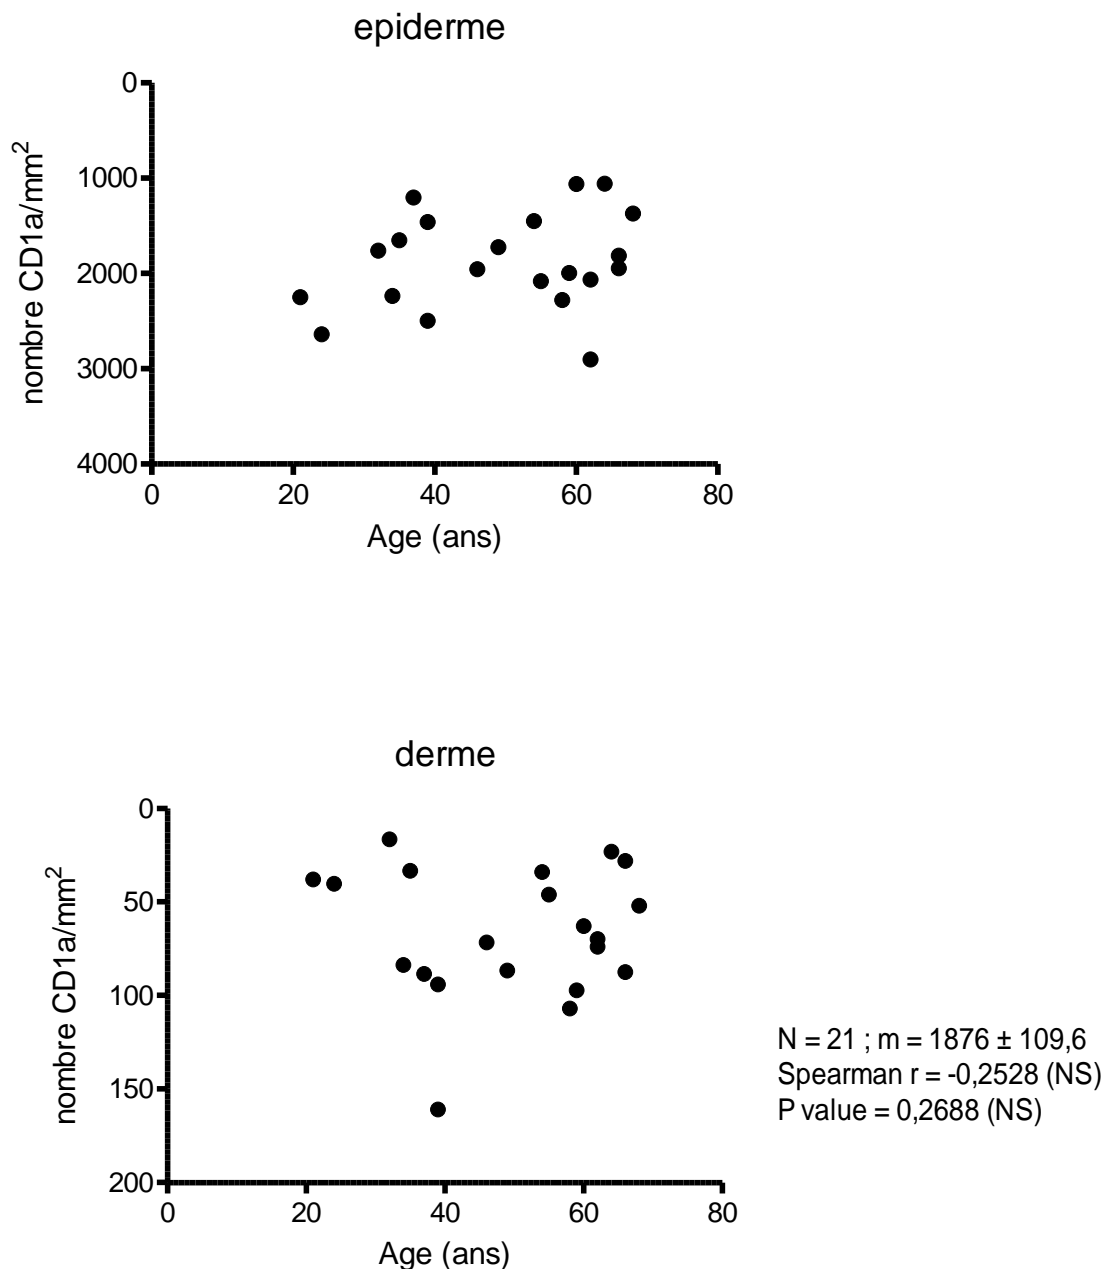 epiderme
0
1000
2000
3000
4000
nombre CD1a/mm²
0 20 40 60 80
Age (ans)
derme
0
50
100
150
200
nombre CD1a/mm²
0 20 40 60 80
Age (ans)
N = 21 ; m = 1876 ± 109,6
Spearman r = -0,2528 (NS)
P value = 0,2688 (NS)